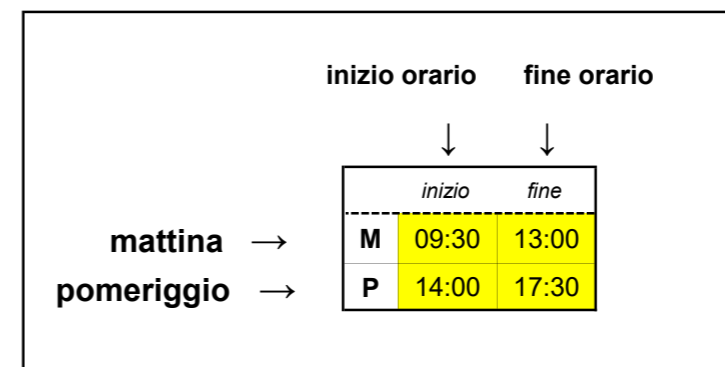 inizio orario fine orario
↓ ↓
inizio fine
mattina → M 09:30 13:00
pomeriggio → P 14:00 17:30